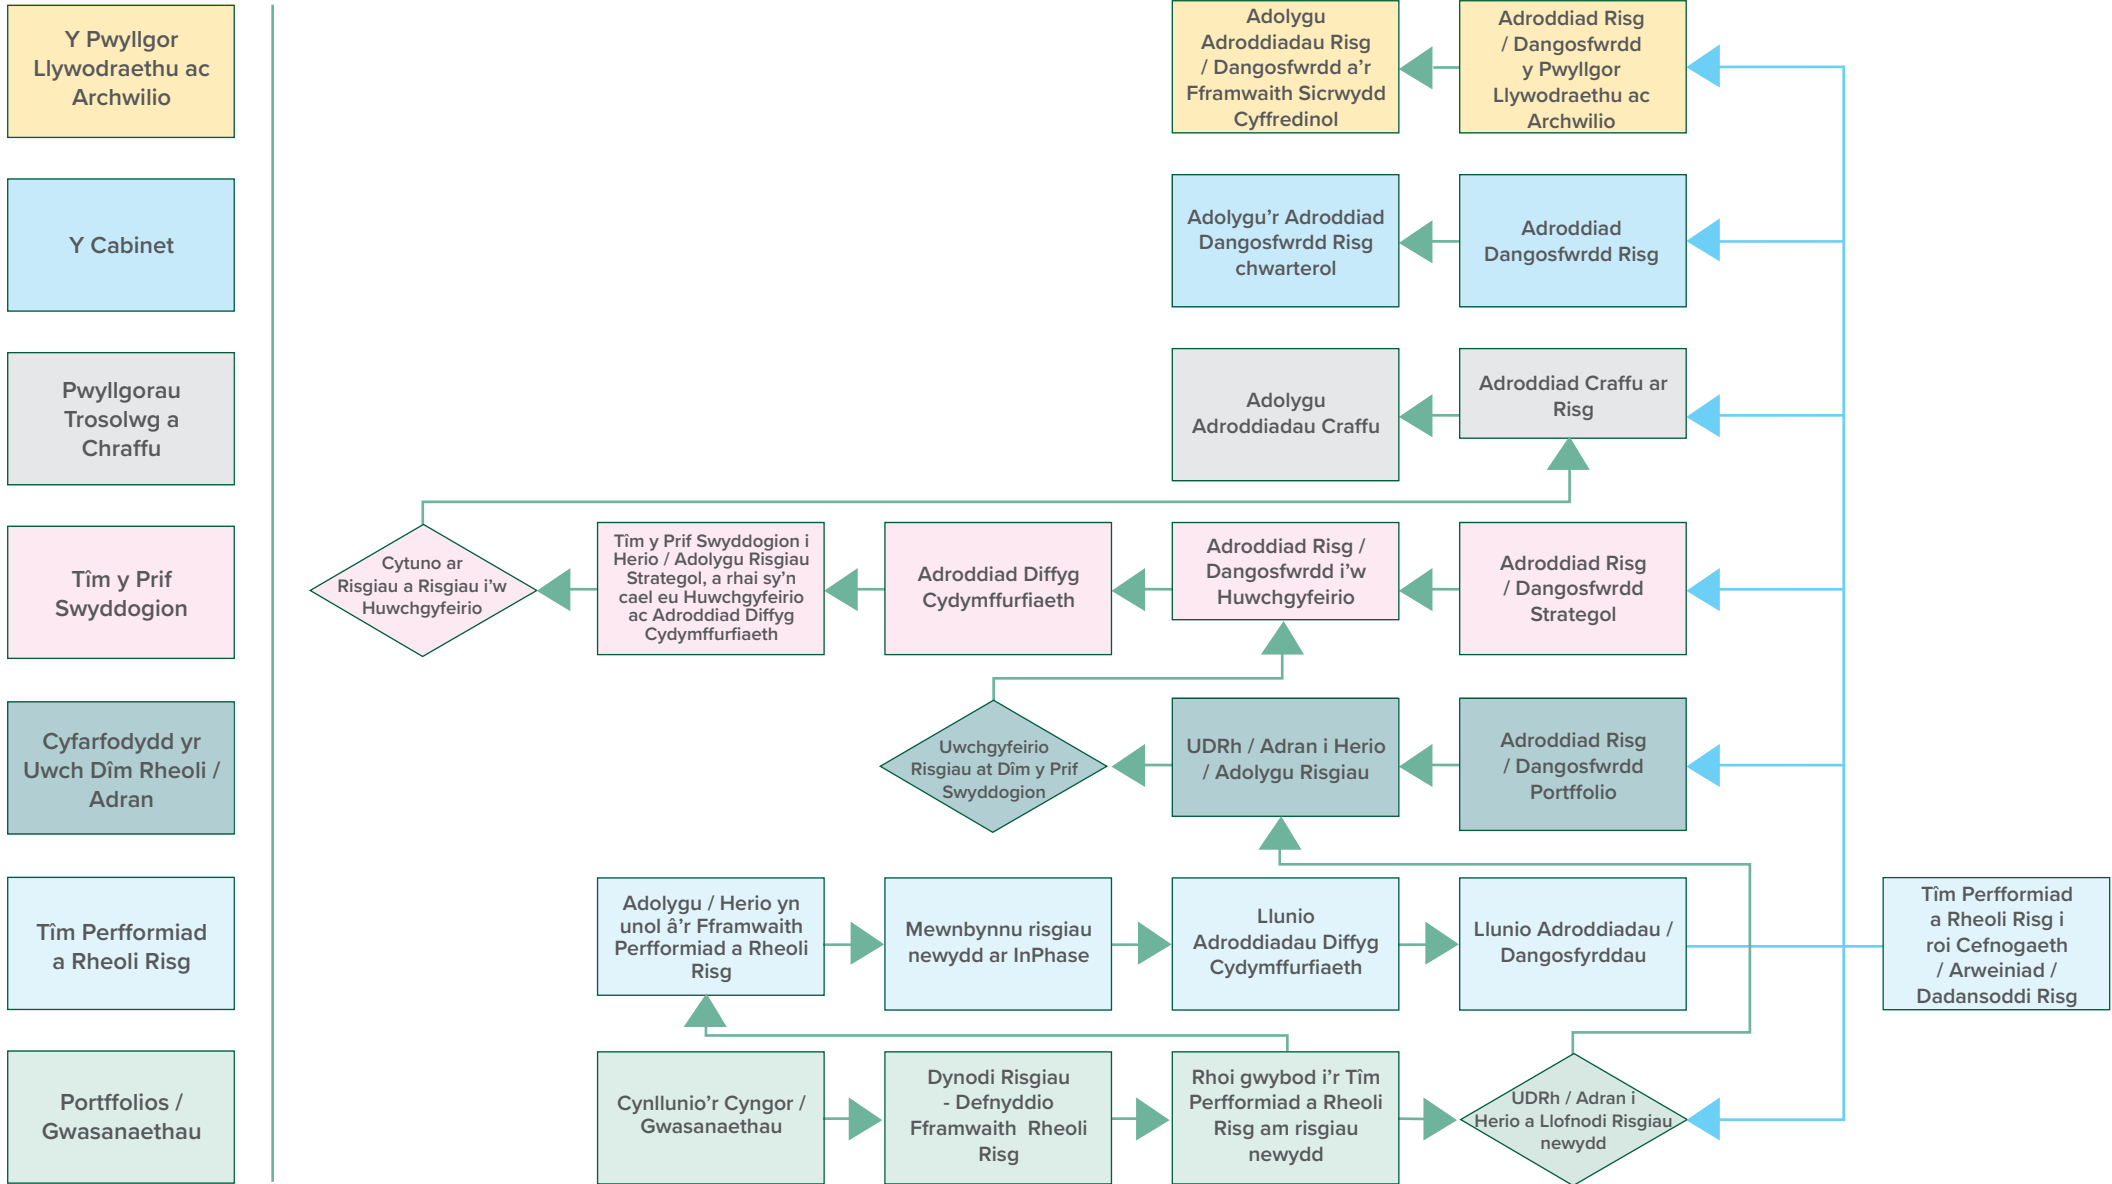 Y Pwyllgor
Llywodraethu ac
Archwilio
Adolygu
Adroddiadau Risg
/ Dangosfwrdd a'r
Fframwaith Sicrwydd
Cyffredinol
Adroddiad Risg
/ Dangosfwrdd
y Pwyllgor
Llywodraethu ac
Archwilio
Y Cabinet
Adolygu'r Adroddiad
Dangosfwrdd Risg
chwarterol
Adroddiad
Dangosfwrdd Risg
Pwyllgorau
Trosolwg a
Chraffu
Adolygu
Adroddiadau Craffu
Adroddiad Craffu ar
Risg
Tîm y Prif
Swyddogion
Cytuno ar
Risgiau a Risgiau i'w
Huwchgyfeirio
Tîm y Prif Swyddogion i
Herio / Adolygu Risgiau
Strategol, a rhai sy'n
cael eu Huwchgyfeirio
ac Adroddiad Diffyg
Cydymffurfiaeth
Adroddiad Diffyg
Cydymffurfiaeth
Adroddiad Risg /
Dangosfwrdd i'w
Huwchgyfeirio
Adroddiad Risg
/ Dangosfwrdd
Strategol
Cyfarfodydd yr
Uwch Dîm Rheoli /
Adran
Uwchgyfeirio
Risgiau at Dîm y Prif
Swyddogion
UDRh / Adran i Herio
/ Adolygu Risgiau
Adroddiad Risg
/ Dangosfwrdd
Portffolio
Tîm Perfformiad
a Rheoli Risg
Adolygu / Herio yn
unol â'r Fframwaith
Perfformiad a Rheoli
Risg
Mewnbynnu risgiau
newydd ar InPhase
Llunio
Adroddiadau Diffyg
Cydymffurfiaeth
Llunio Adroddiadau /
Dangosfyrddau
Tîm Perfformiad
a Rheoli Risg i
roi Cefnogaeth
/ Arweiniad /
Dadansoddi Risg
Portffolios /
Gwasanaethau
Cynllunio'r Cyngor /
Gwasanaethau
Dynodi Risgiau
- Defnyddio
Fframwaith Rheoli
Risg
Rhoi gwybod i'r Tîm
Perfformiad a Rheoli
Risg am risgiau
newydd
UDRh / Adran i
Herio a Llofnodi Risgiau
newydd